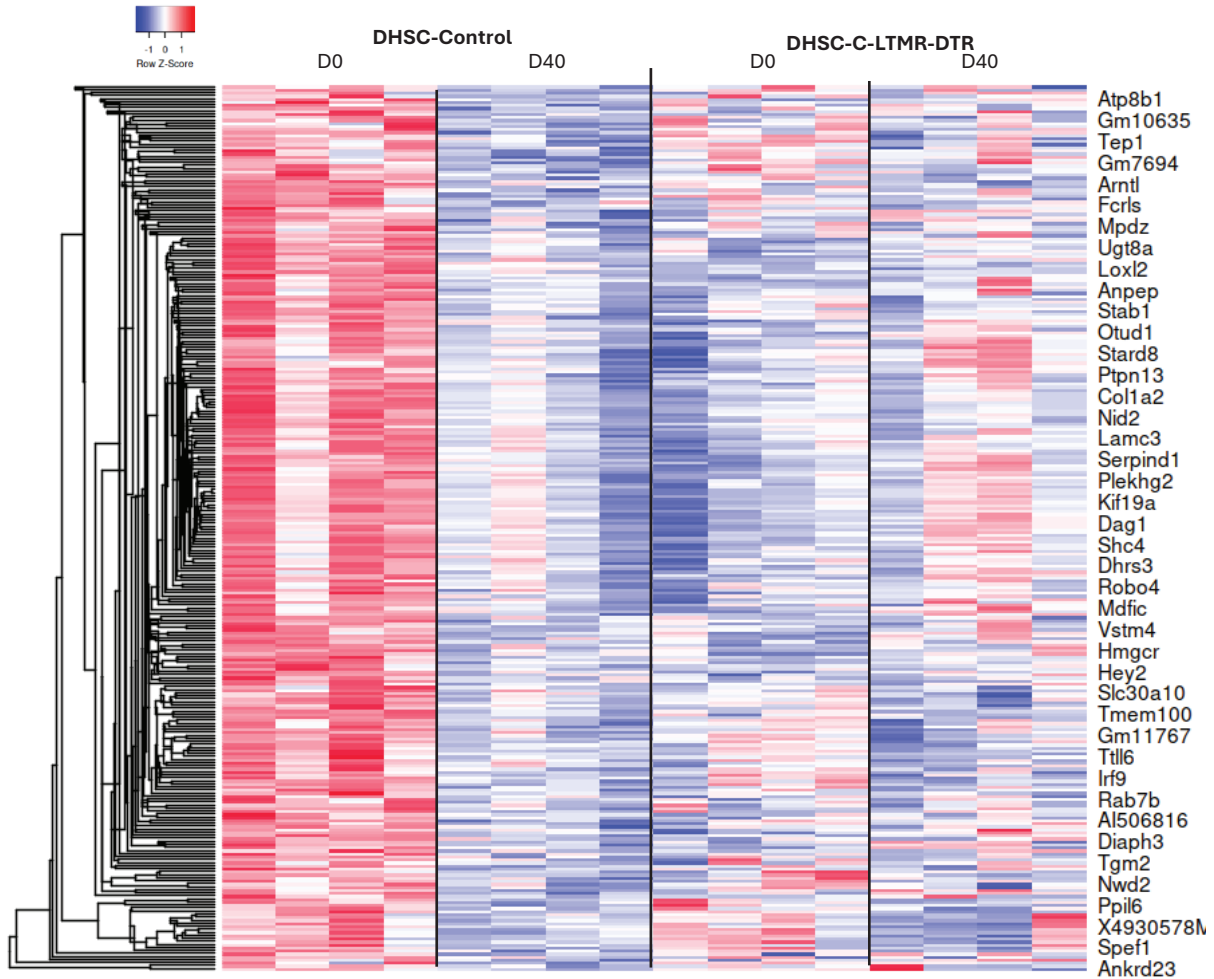 -1 0 1
Row Z-Score
DHSC-Control
DHSC-C-LTMR-DTR
D0
D40
D0
D40
Atp8b1
Gm10635
Tep1
Gm7694
Arntl
Fcrls
Mpdz
Ugt8a
Loxl2
Anpep
Stab1
Otud1
Stard8
Ptpn13
Col1a2
Nid2
Lamc3
Serpind1
Plekhg2
Kif19a
Dag1
Shc4
Dhrs3
Robo4
Mdfic
Vstm4
Hmgcr
Hey2
Slc30a10
Tmem100
Gm11767
Ttll6
Irf9
Rab7b
AI506816
Diaph3
Tgm2
Nwd2
Ppil6
X4930578M
Spef1
Ankrd23